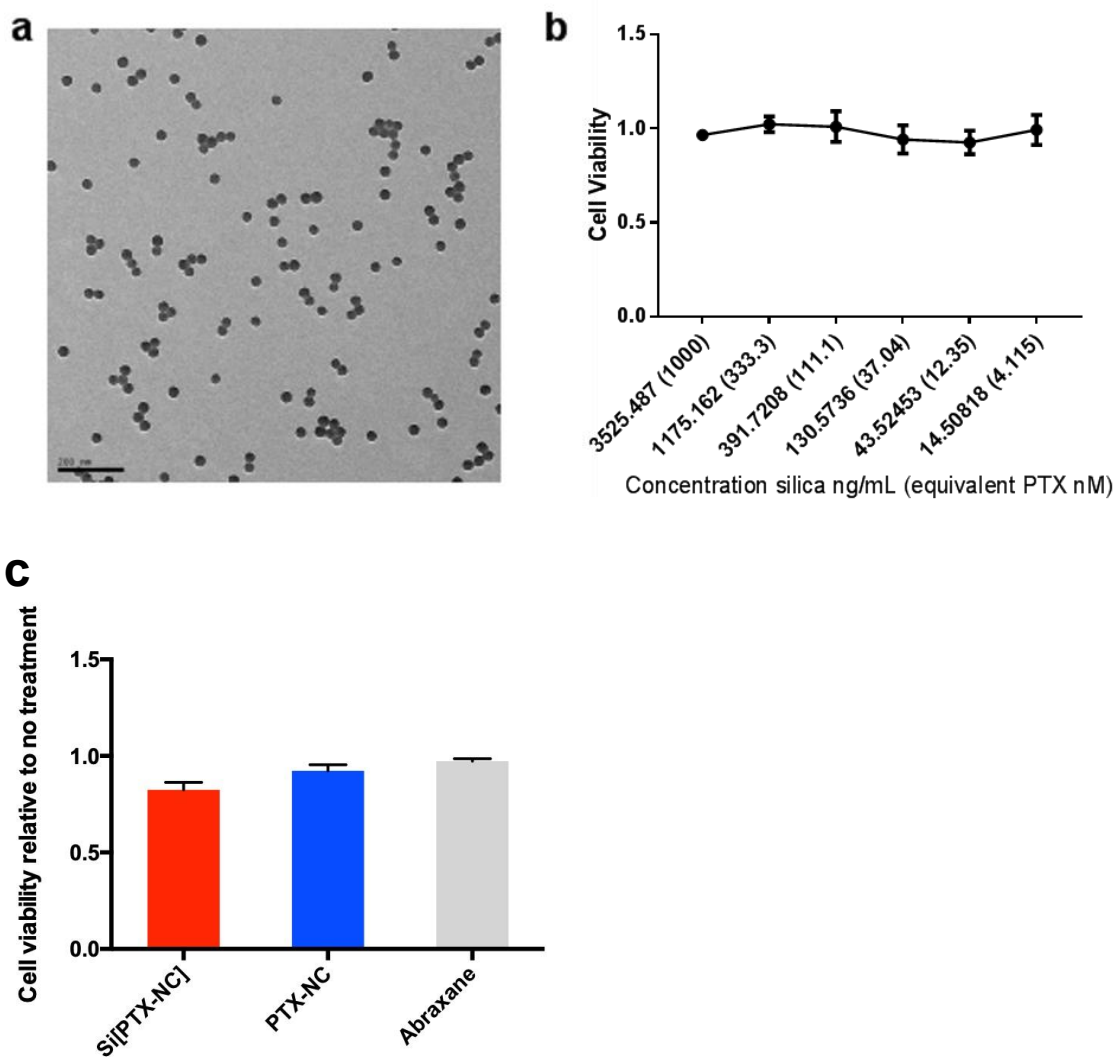 a
200 nm
b
1.5
1.0
0.5
0.0
Cell Viability
3525.487 (1000)
1175.162 (333.3)
391.7208 (111.1)
130.5736 (37.04)
43.52453 (12.35)
14.50818 (4.115)
Concentration silica ng/mL (equivalent PTX nM)
c
Cell viability relative to no treatment
1.5
1.0
0.5
0.0
Si[PTX-NC]
PTX-NC
Abraxane